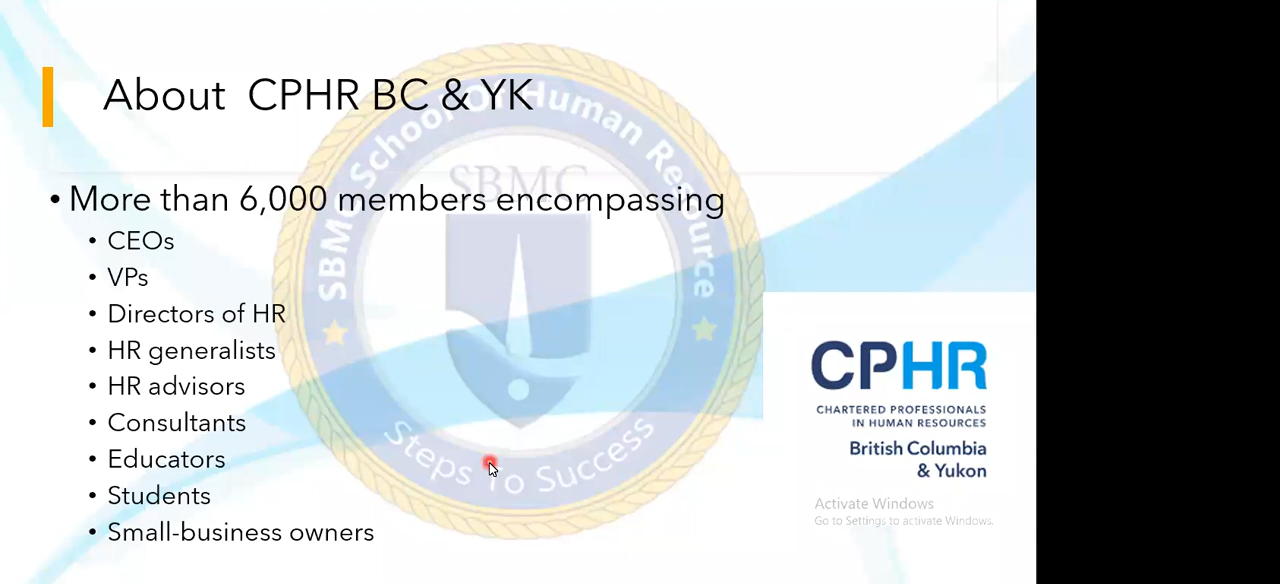 About CPHR BC & YK
SBMC School Of Human Resource
SBMC
• More than 6,000 members encompassing
• CEOs
• VPs
• Directors of HR
• HR generalists
• HR advisors
• Consultants
• Educators
• Students
• Small-business owners
Steps To Success
CPHR
CHARTERED PROFESSIONALS
IN HUMAN RESOURCES
British Columbia
& Yukon
Activate Windows
Go to Settings to activate Windows.